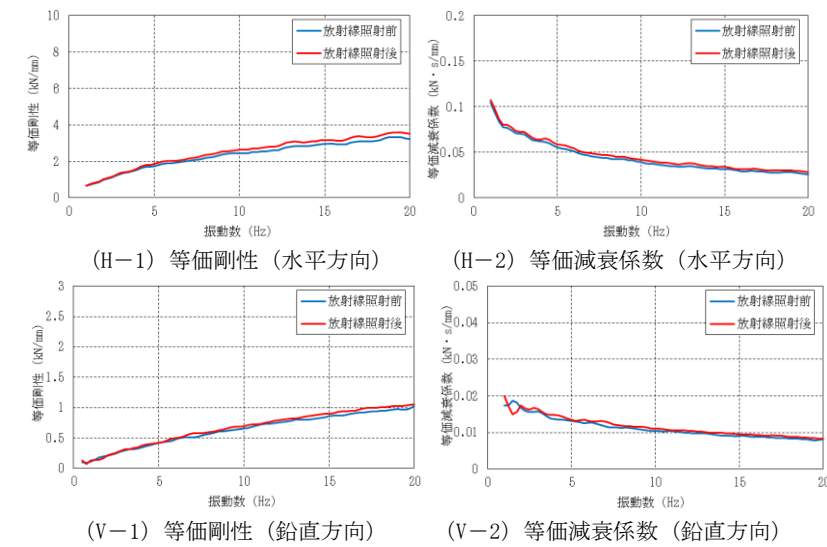 等価剛性 (kN/mm)
10
8
6
4
2
0
放射線照射前
放射線照射後
0 5 10 15 20
振動数 (Hz)
(H-1) 等価剛性 (水平方向)
等価減衰係数 (kN・s/mm)
0.2
0.15
0.1
0.05
0
放射線照射前
放射線照射後
0 5 10 15 20
振動数 (Hz)
(H-2) 等価減衰係数 (水平方向)
等価剛性 (kN/mm)
3
2.5
2
1.5
1
0.5
0
放射線照射前
放射線照射後
0 5 10 15 20
振動数 (Hz)
(V-1) 等価剛性 (鉛直方向)
等価減衰係数 (kN・s/mm)
0.05
0.04
0.03
0.02
0.01
0
放射線照射前
放射線照射後
0 5 10 15 20
振動数 (Hz)
(V-2) 等価減衰係数 (鉛直方向)